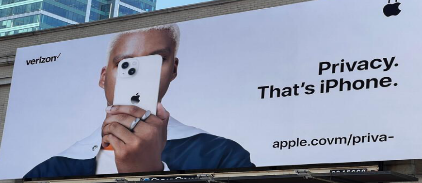 verizon✓
Privacy.
That's iPhone.
apple.covm/priva-